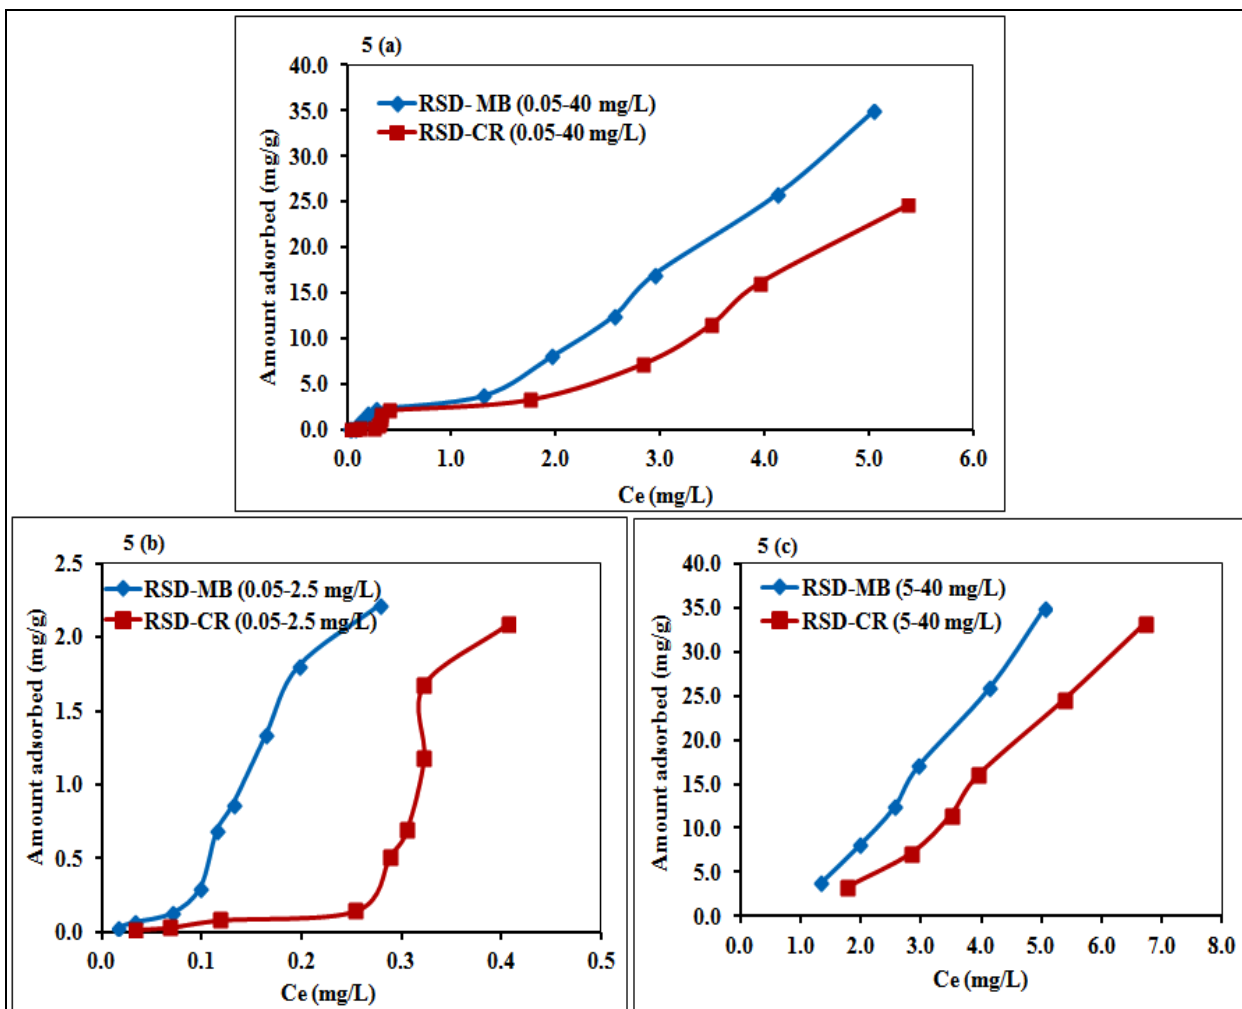 5 (a)
40.0
35.0
30.0
25.0
20.0
15.0
10.0
5.0
0.0
Amount adsorbed (mg/g)
RSD- MB (0.05-40 mg/L)
RSD-CR (0.05-40 mg/L)
0.0 1.0 2.0 3.0 4.0 5.0 6.0
Ce (mg/L)
5 (b)
2.5
2.0
1.5
1.0
0.5
0.0
Amount adsorbed (mg/g)
RSD-MB (0.05-2.5 mg/L)
RSD-CR (0.05-2.5 mg/L)
0.0 0.1 0.2 0.3 0.4 0.5
Ce (mg/L)
5 (c)
40.0
35.0
30.0
25.0
20.0
15.0
10.0
5.0
0.0
Amount adsorbed (mg/g)
RSD-MB (5-40 mg/L)
RSD-CR (5-40 mg/L)
0.0 1.0 2.0 3.0 4.0 5.0 6.0 7.0 8.0
Ce (mg/L)